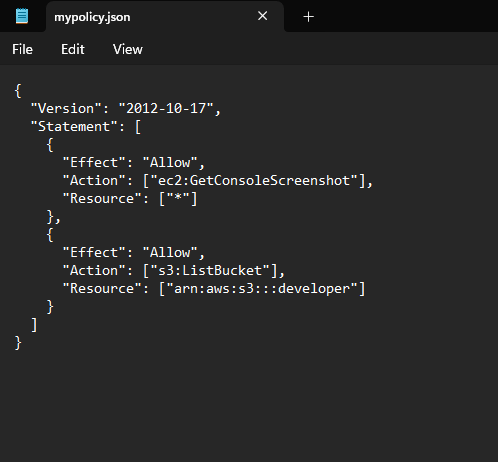 mypolicy.json
File Edit View
{
  "Version": "2012-10-17",
  "Statement": [
    {
      "Effect": "Allow",
      "Action": ["ec2:GetConsoleScreenshot"],
      "Resource": ["*"]
    },
    {
      "Effect": "Allow",
      "Action": ["s3:ListBucket"],
      "Resource": ["arn:aws:s3:::developer"]
    }
  ]
}